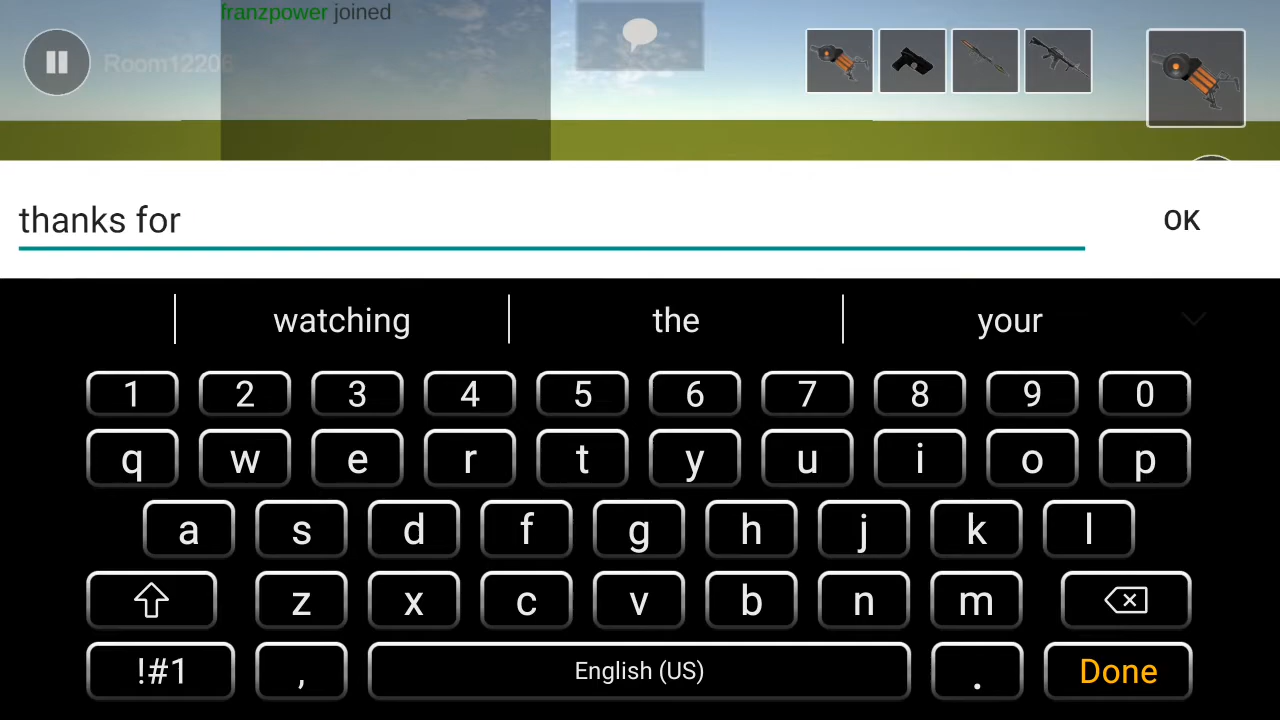 franzpower joined
Room12206
thanks for
OK
watching
the
your
1 2 3 4 5 6 7 8 9 0
q w e r t y u i o p
a s d f g h j k l
z x c v b n m
!#1 , English (US) . Done